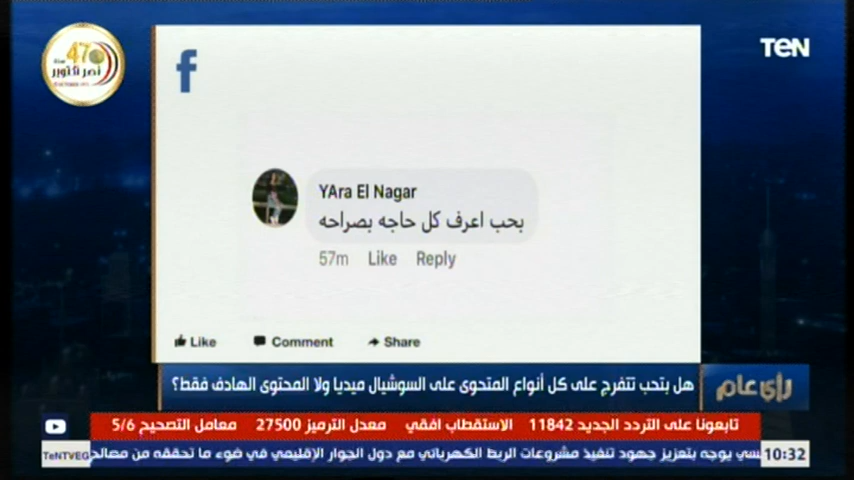 47
سنة
نصر أكتوبر
TEN
f
YAra El Nagar
بحب اعرف كل حاجه بصراحه
57m Like Reply
Like Comment Share
هل بتحب تتفرج على كل أنواع المتحوى على السوشيال ميديا ولا المحتوى الهادف فقط؟
رأى عام
تابعونا على التردد الجديد 11842 الاستقطاب افقي معدل الترميز 27500 معامل التصحيح 5/6
TeNTVEG
سي يوجه بتعزيز جهود تنفيذ مشروعات الربط الكهربائي مع دول الجوار الإقليمي في ضوء ما تحققه من مصالح
10:32